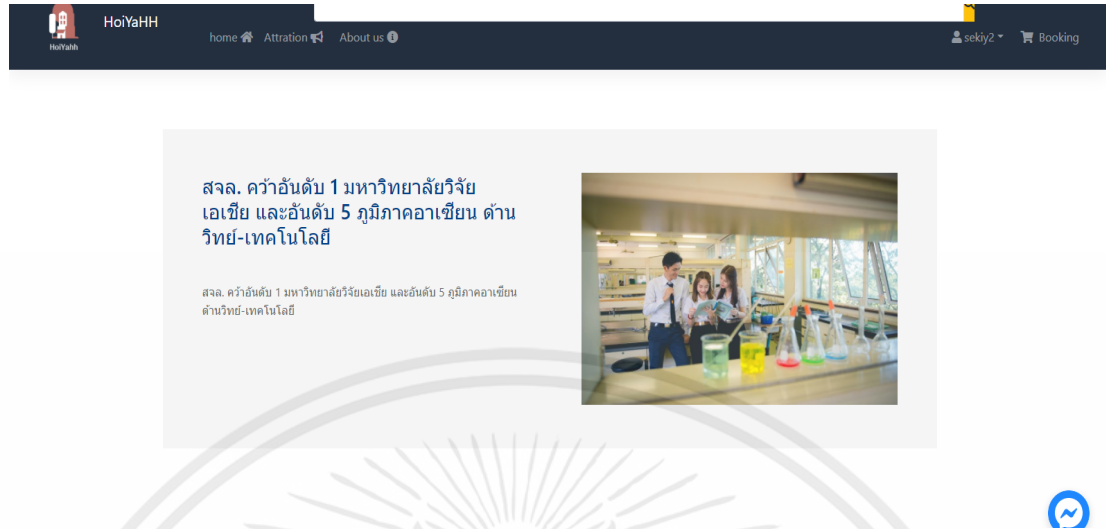 HoiYaHH
HoiYahh
home Attration About us
sekiy2 Booking
สจล. คว้าอันดับ 1 มหาวิทยาลัยวิจัย
เอเชีย และอันดับ 5 ภูมิภาคอาเซียน ด้าน
วิทย์-เทคโนโลยี
สจล. คว้าอันดับ 1 มหาวิทยาลัยวิจัยเอเชีย และอันดับ 5 ภูมิภาคอาเซียน
ด้านวิทย์-เทคโนโลยี